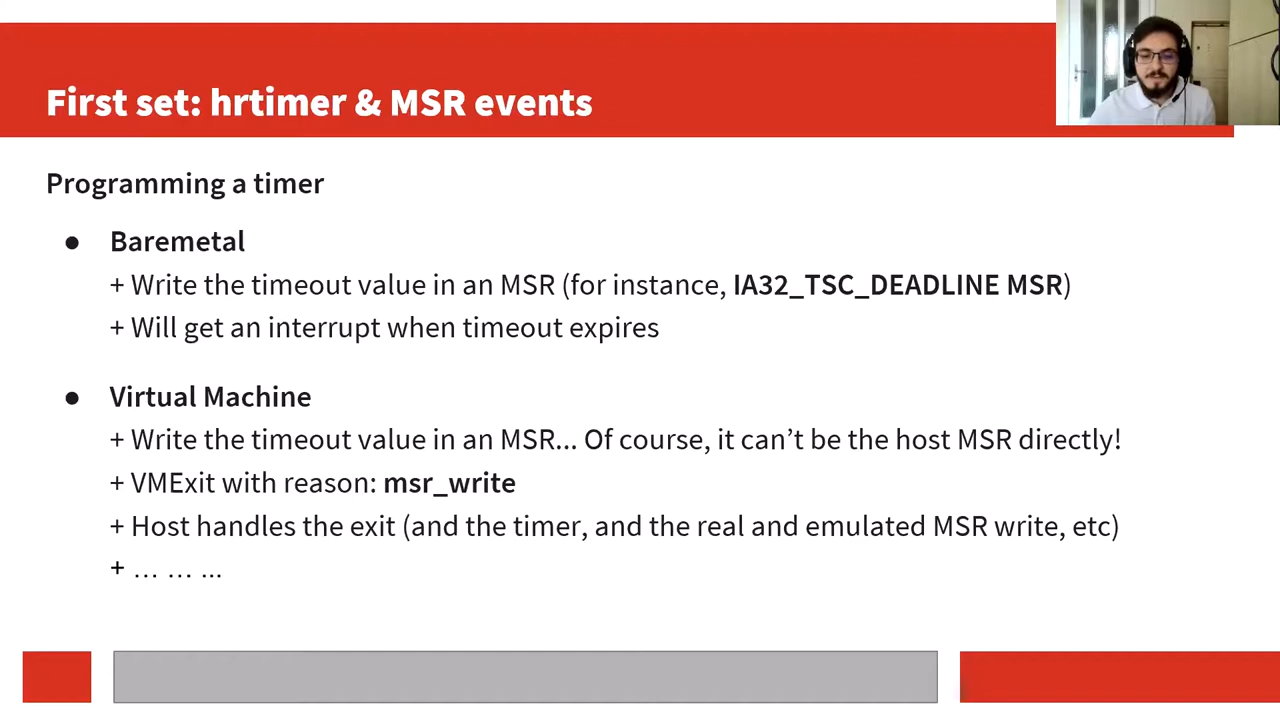 First set: hrtimer & MSR events
Programming a timer
● Baremetal
+ Write the timeout value in an MSR (for instance, IA32_TSC_DEADLINE MSR)
+ Will get an interrupt when timeout expires
● Virtual Machine
+ Write the timeout value in an MSR... Of course, it can’t be the host MSR directly!
+ VMExit with reason: msr_write
+ Host handles the exit (and the timer, and the real and emulated MSR write, etc)
+ … … ...